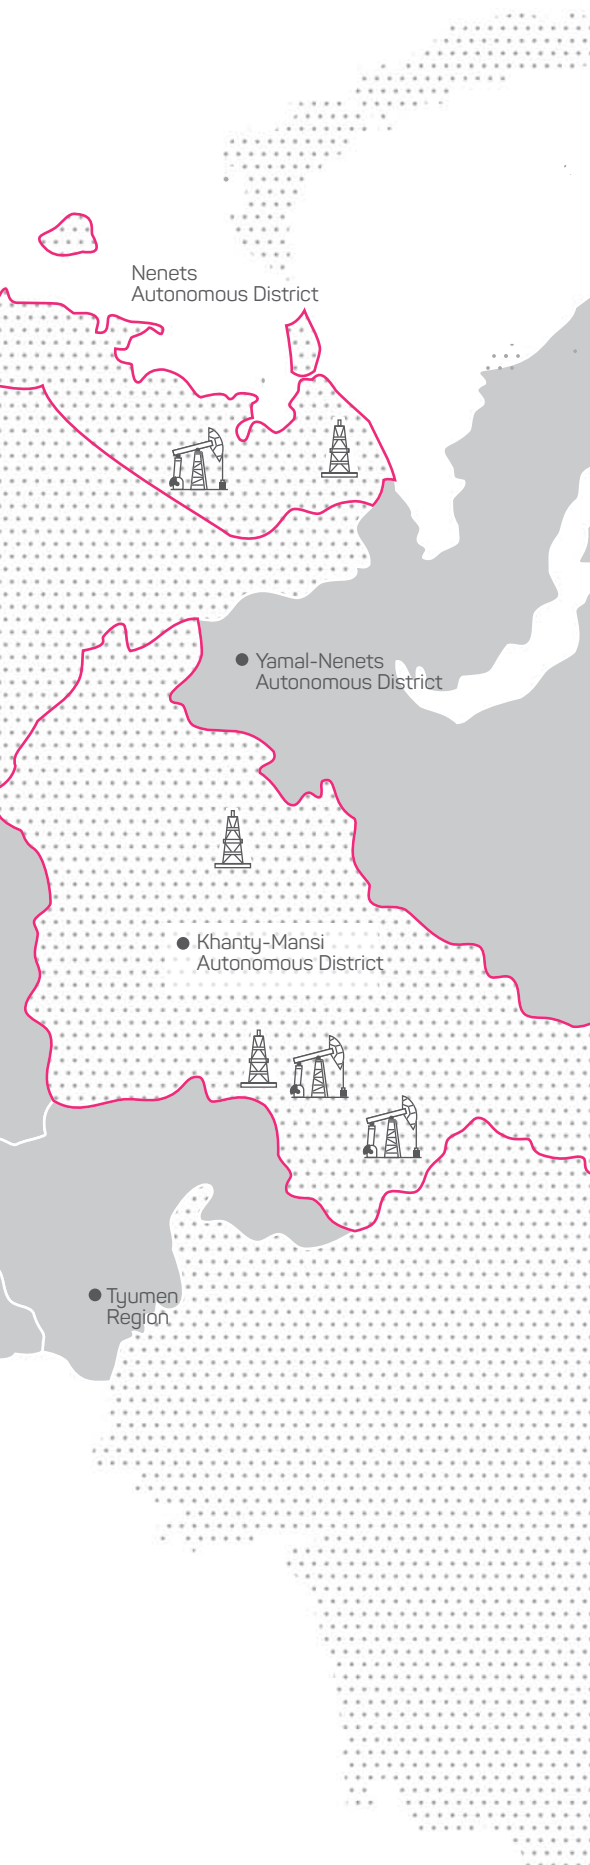 Nenets
Autonomous District
Yamal-Nenets
Autonomous District
Khanty-Mansi
Autonomous District
Tyumen
Region